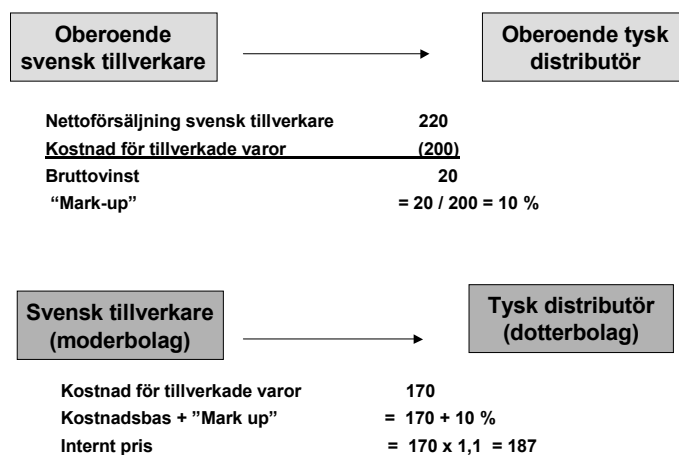 Oberoende
svensk tillverkare
Oberoende tysk
distributör
Nettoförsäljning svensk tillverkare 220
Kostnad för tillverkade varor (200)
Bruttovinst 20
“Mark-up” = 20 / 200 = 10 %
Svensk tillverkare
(moderbolag)
Tysk distributör
(dotterbolag)
Kostnad för tillverkade varor 170
Kostnadsbas + ”Mark up” = 170 + 10 %
Internt pris = 170 x 1,1 = 187